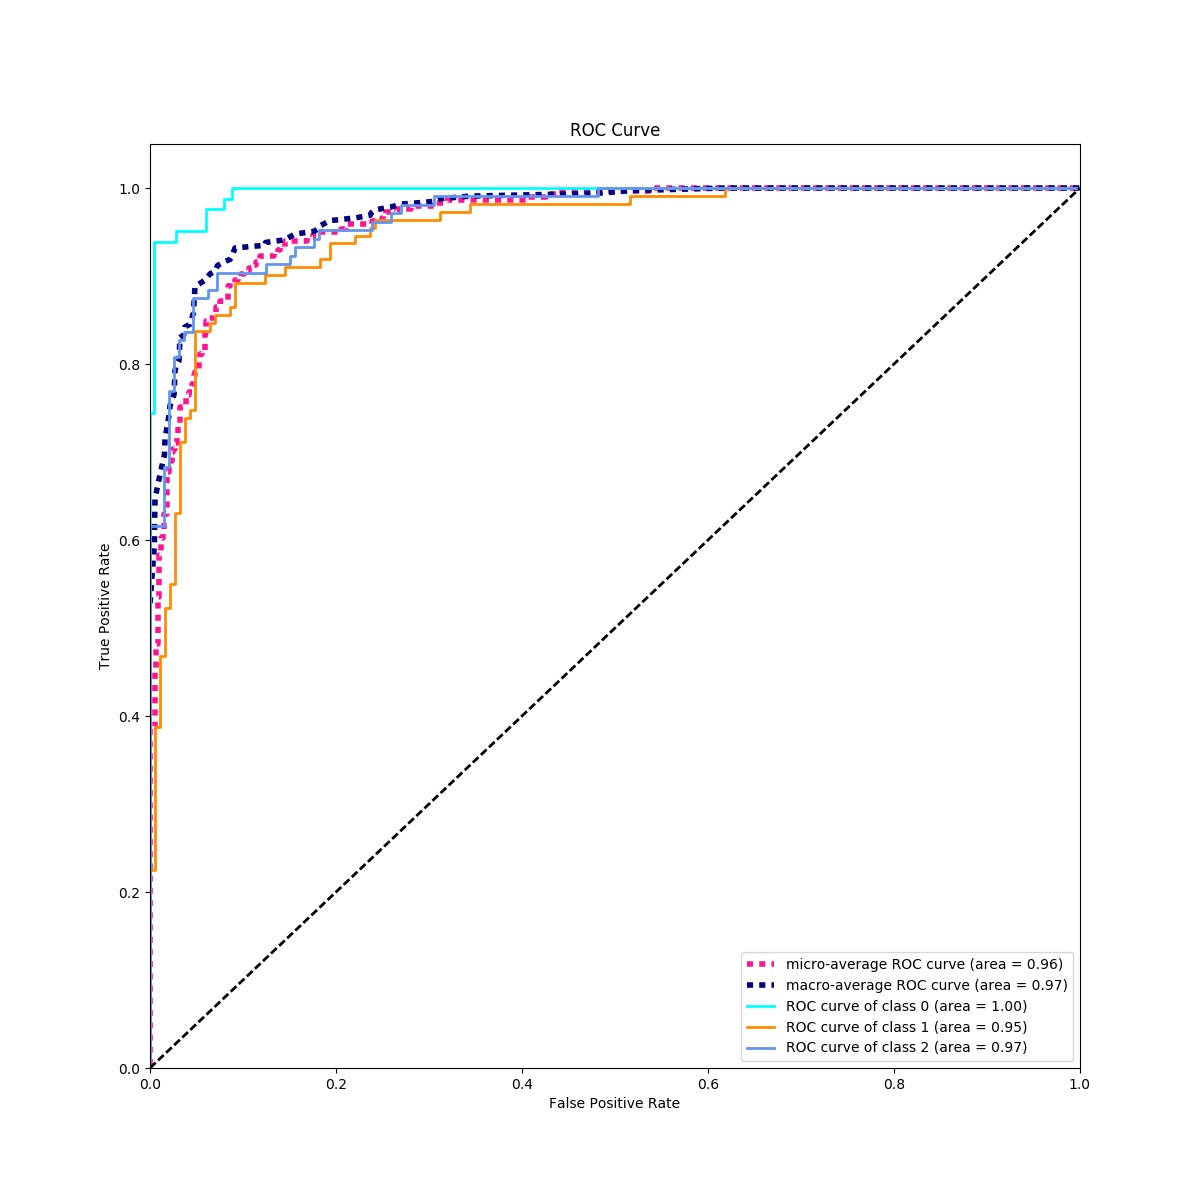 ROC Curve
1.0
0.8
0.6
0.4
0.2
0.0
True Positive Rate
0.0 0.2 0.4 0.6 0.8 1.0
False Positive Rate
micro-average ROC curve (area = 0.96)
macro-average ROC curve (area = 0.97)
ROC curve of class 0 (area = 1.00)
ROC curve of class 1 (area = 0.95)
ROC curve of class 2 (area = 0.97)